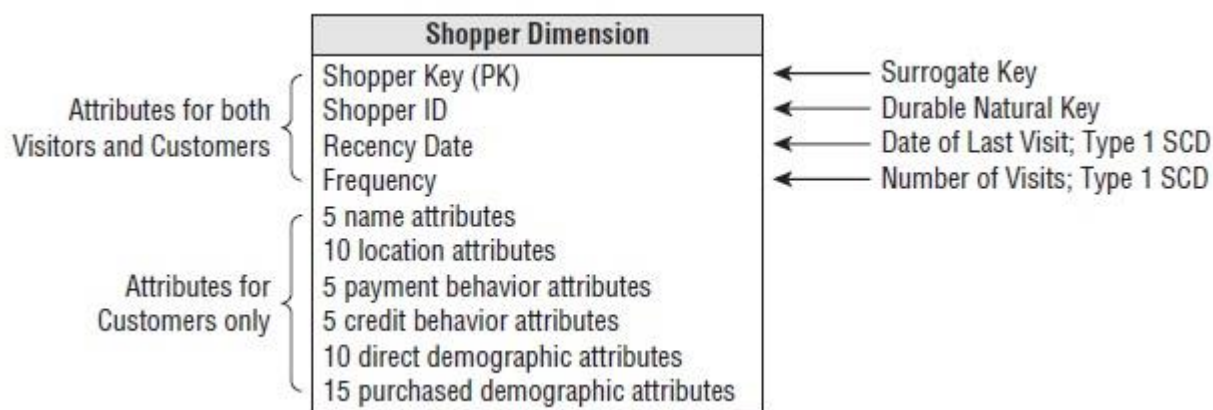 Shopper Dimension
Attributes for both
Visitors and Customers
Shopper Key (PK)
Shopper ID
Recency Date
Frequency
Surrogate Key
Durable Natural Key
Date of Last Visit; Type 1 SCD
Number of Visits; Type 1 SCD
Attributes for
Customers only
5 name attributes
10 location attributes
5 payment behavior attributes
5 credit behavior attributes
10 direct demographic attributes
15 purchased demographic attributes